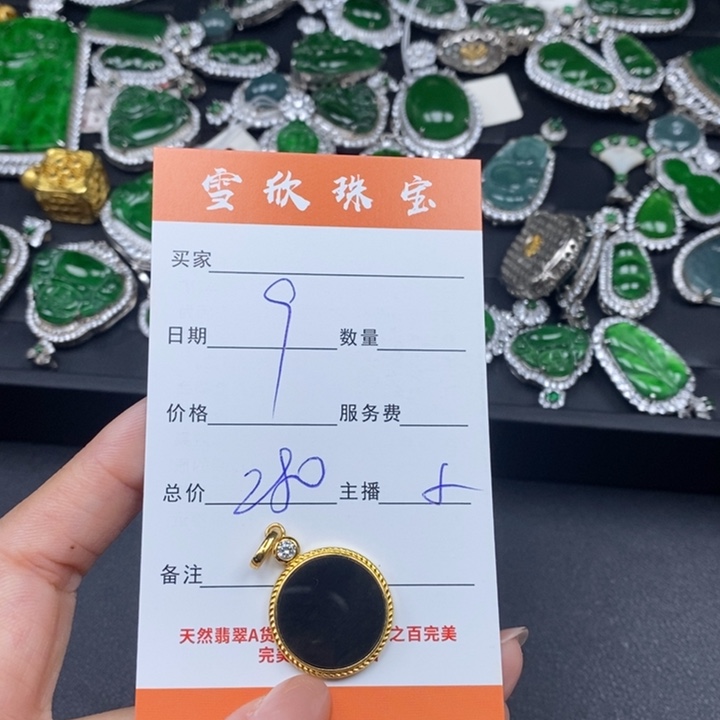 雪欣珠宝
买家
9
日期 数量
价格 服务费
总价 280 主播
备注
天然翡翠A货 之百完美
完美